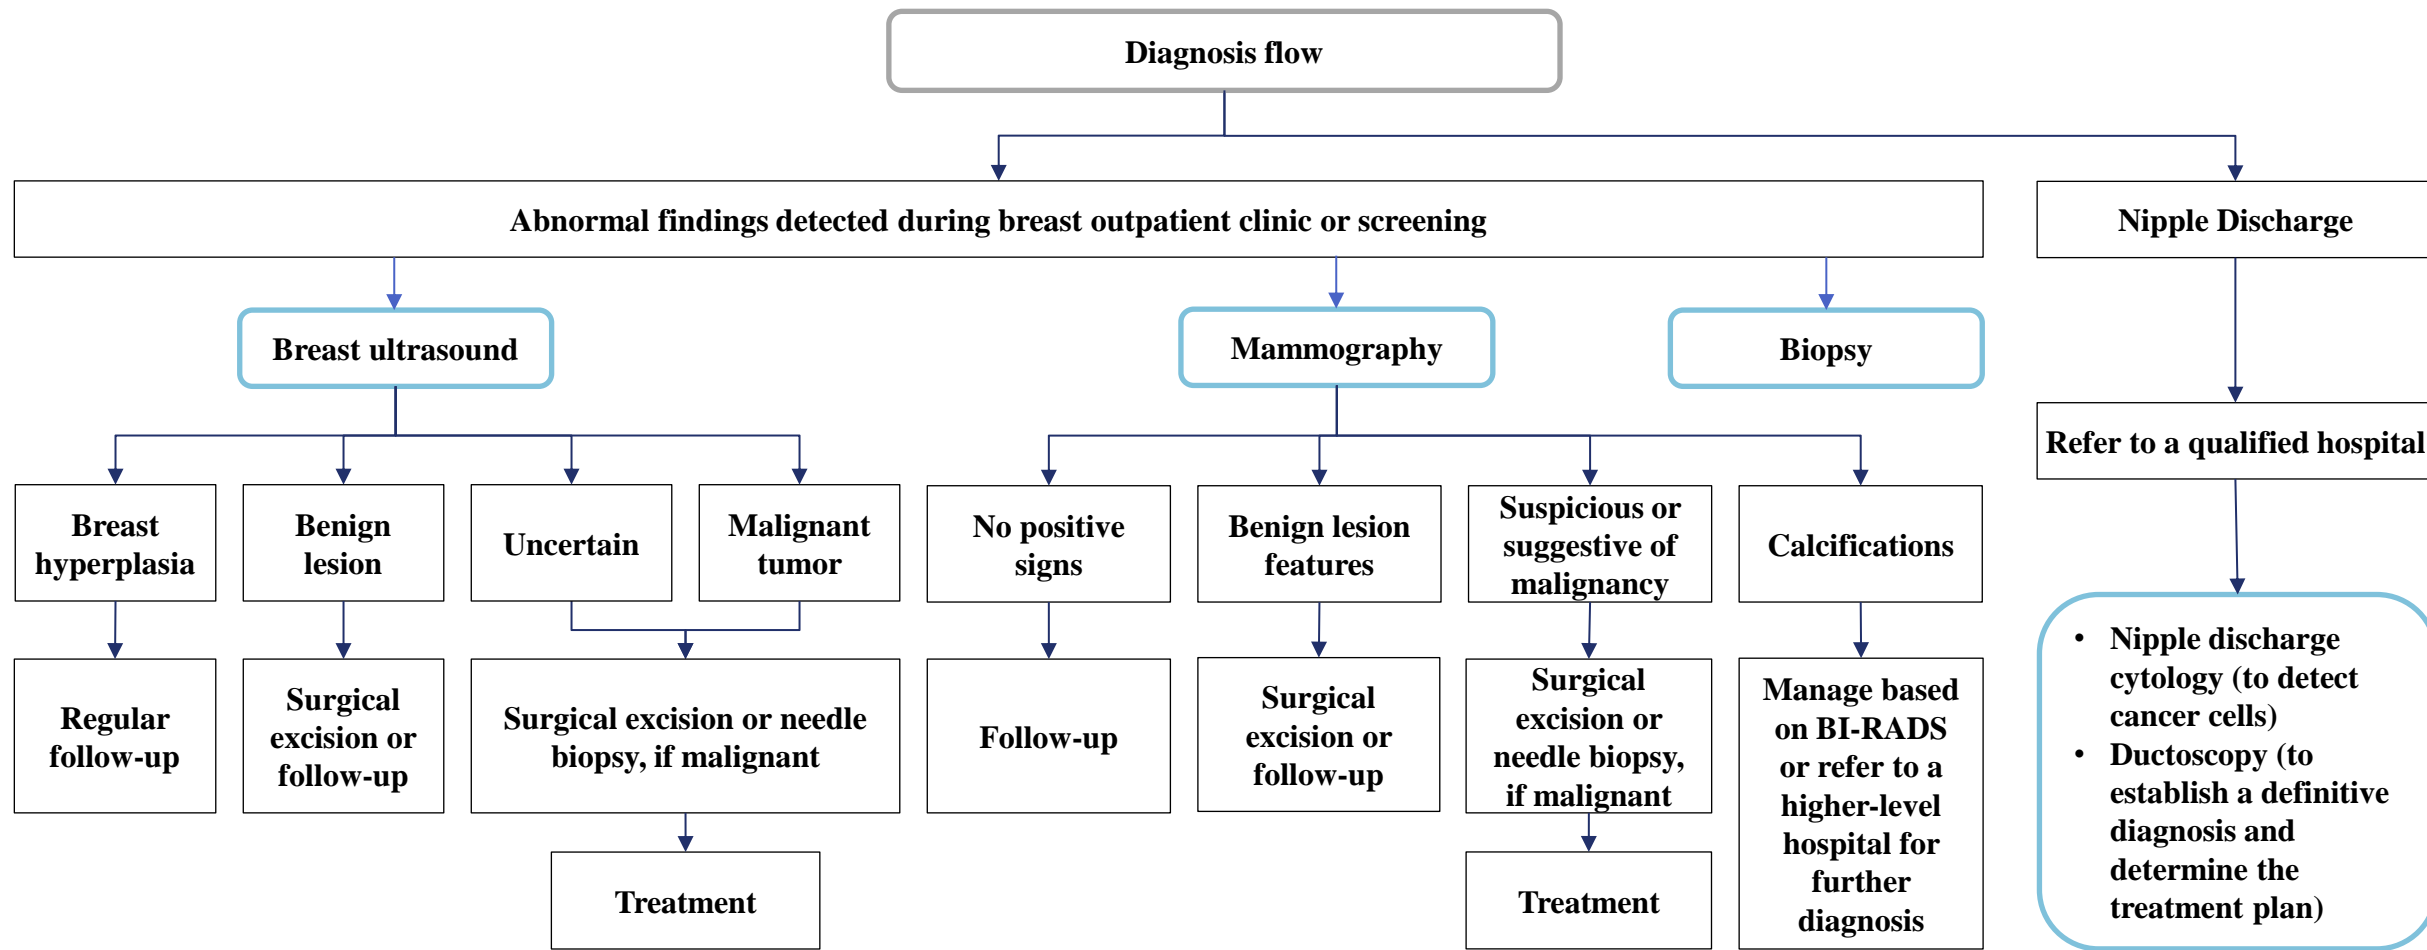 Diagnosis flow
Abnormal findings detected during breast outpatient clinic or screening
Nipple Discharge
Breast ultrasound
Mammography
Biopsy
Refer to a qualified hospital
Breast
hyperplasia
Benign
lesion
Uncertain
Malignant
tumor
No positive
signs
Benign lesion
features
Suspicious or
suggestive of
malignancy
Calcifications
Regular
follow-up
Surgical
excision or
follow-up
Surgical excision or needle
biopsy, if malignant
Follow-up
Surgical
excision or
follow-up
Surgical
excision or
needle biopsy,
if malignant
Manage based
on BI-RADS
or refer to a
higher-level
hospital for
further
diagnosis
• Nipple discharge
cytology (to detect
cancer cells)
• Ductoscopy (to
establish a definitive
diagnosis and
determine the
treatment plan)
Treatment
Treatment